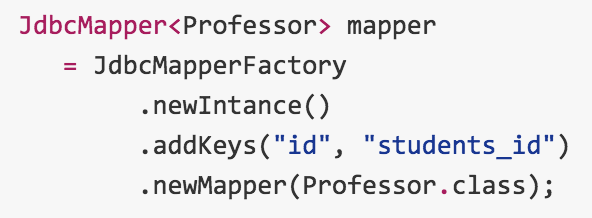 JdbcMapper<Professor> mapper
= JdbcMapperFactory
.newIntance()
.addKeys("id", "students_id")
.newMapper(Professor.class);